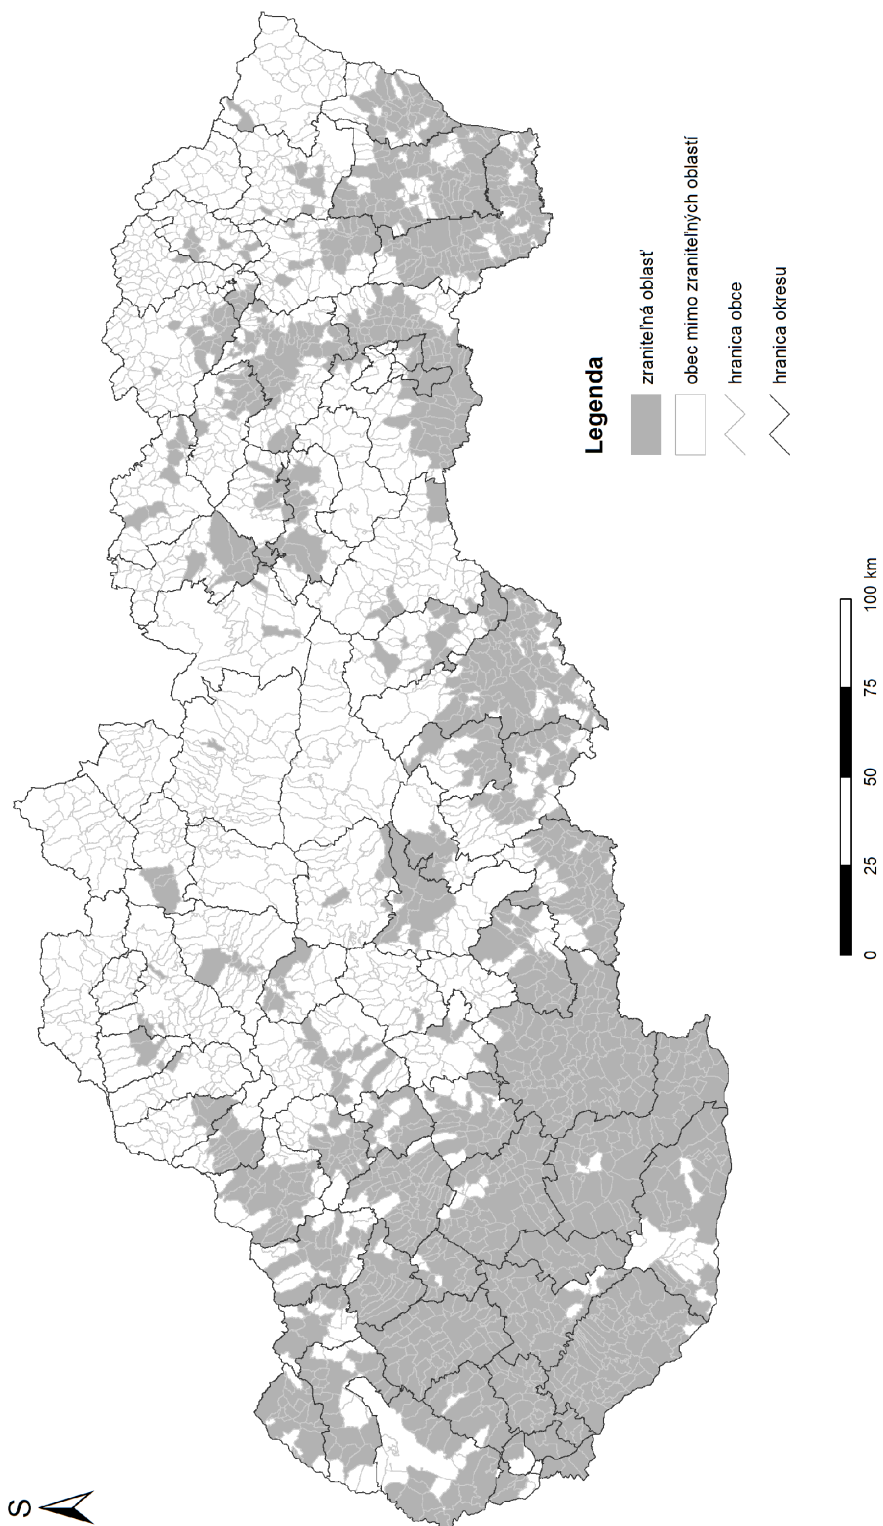 S
Legenda
zraniteľná oblasť
obec mimo zraniteľných oblastí
hranica obce
hranica okresu
0 25 50 75 100 km